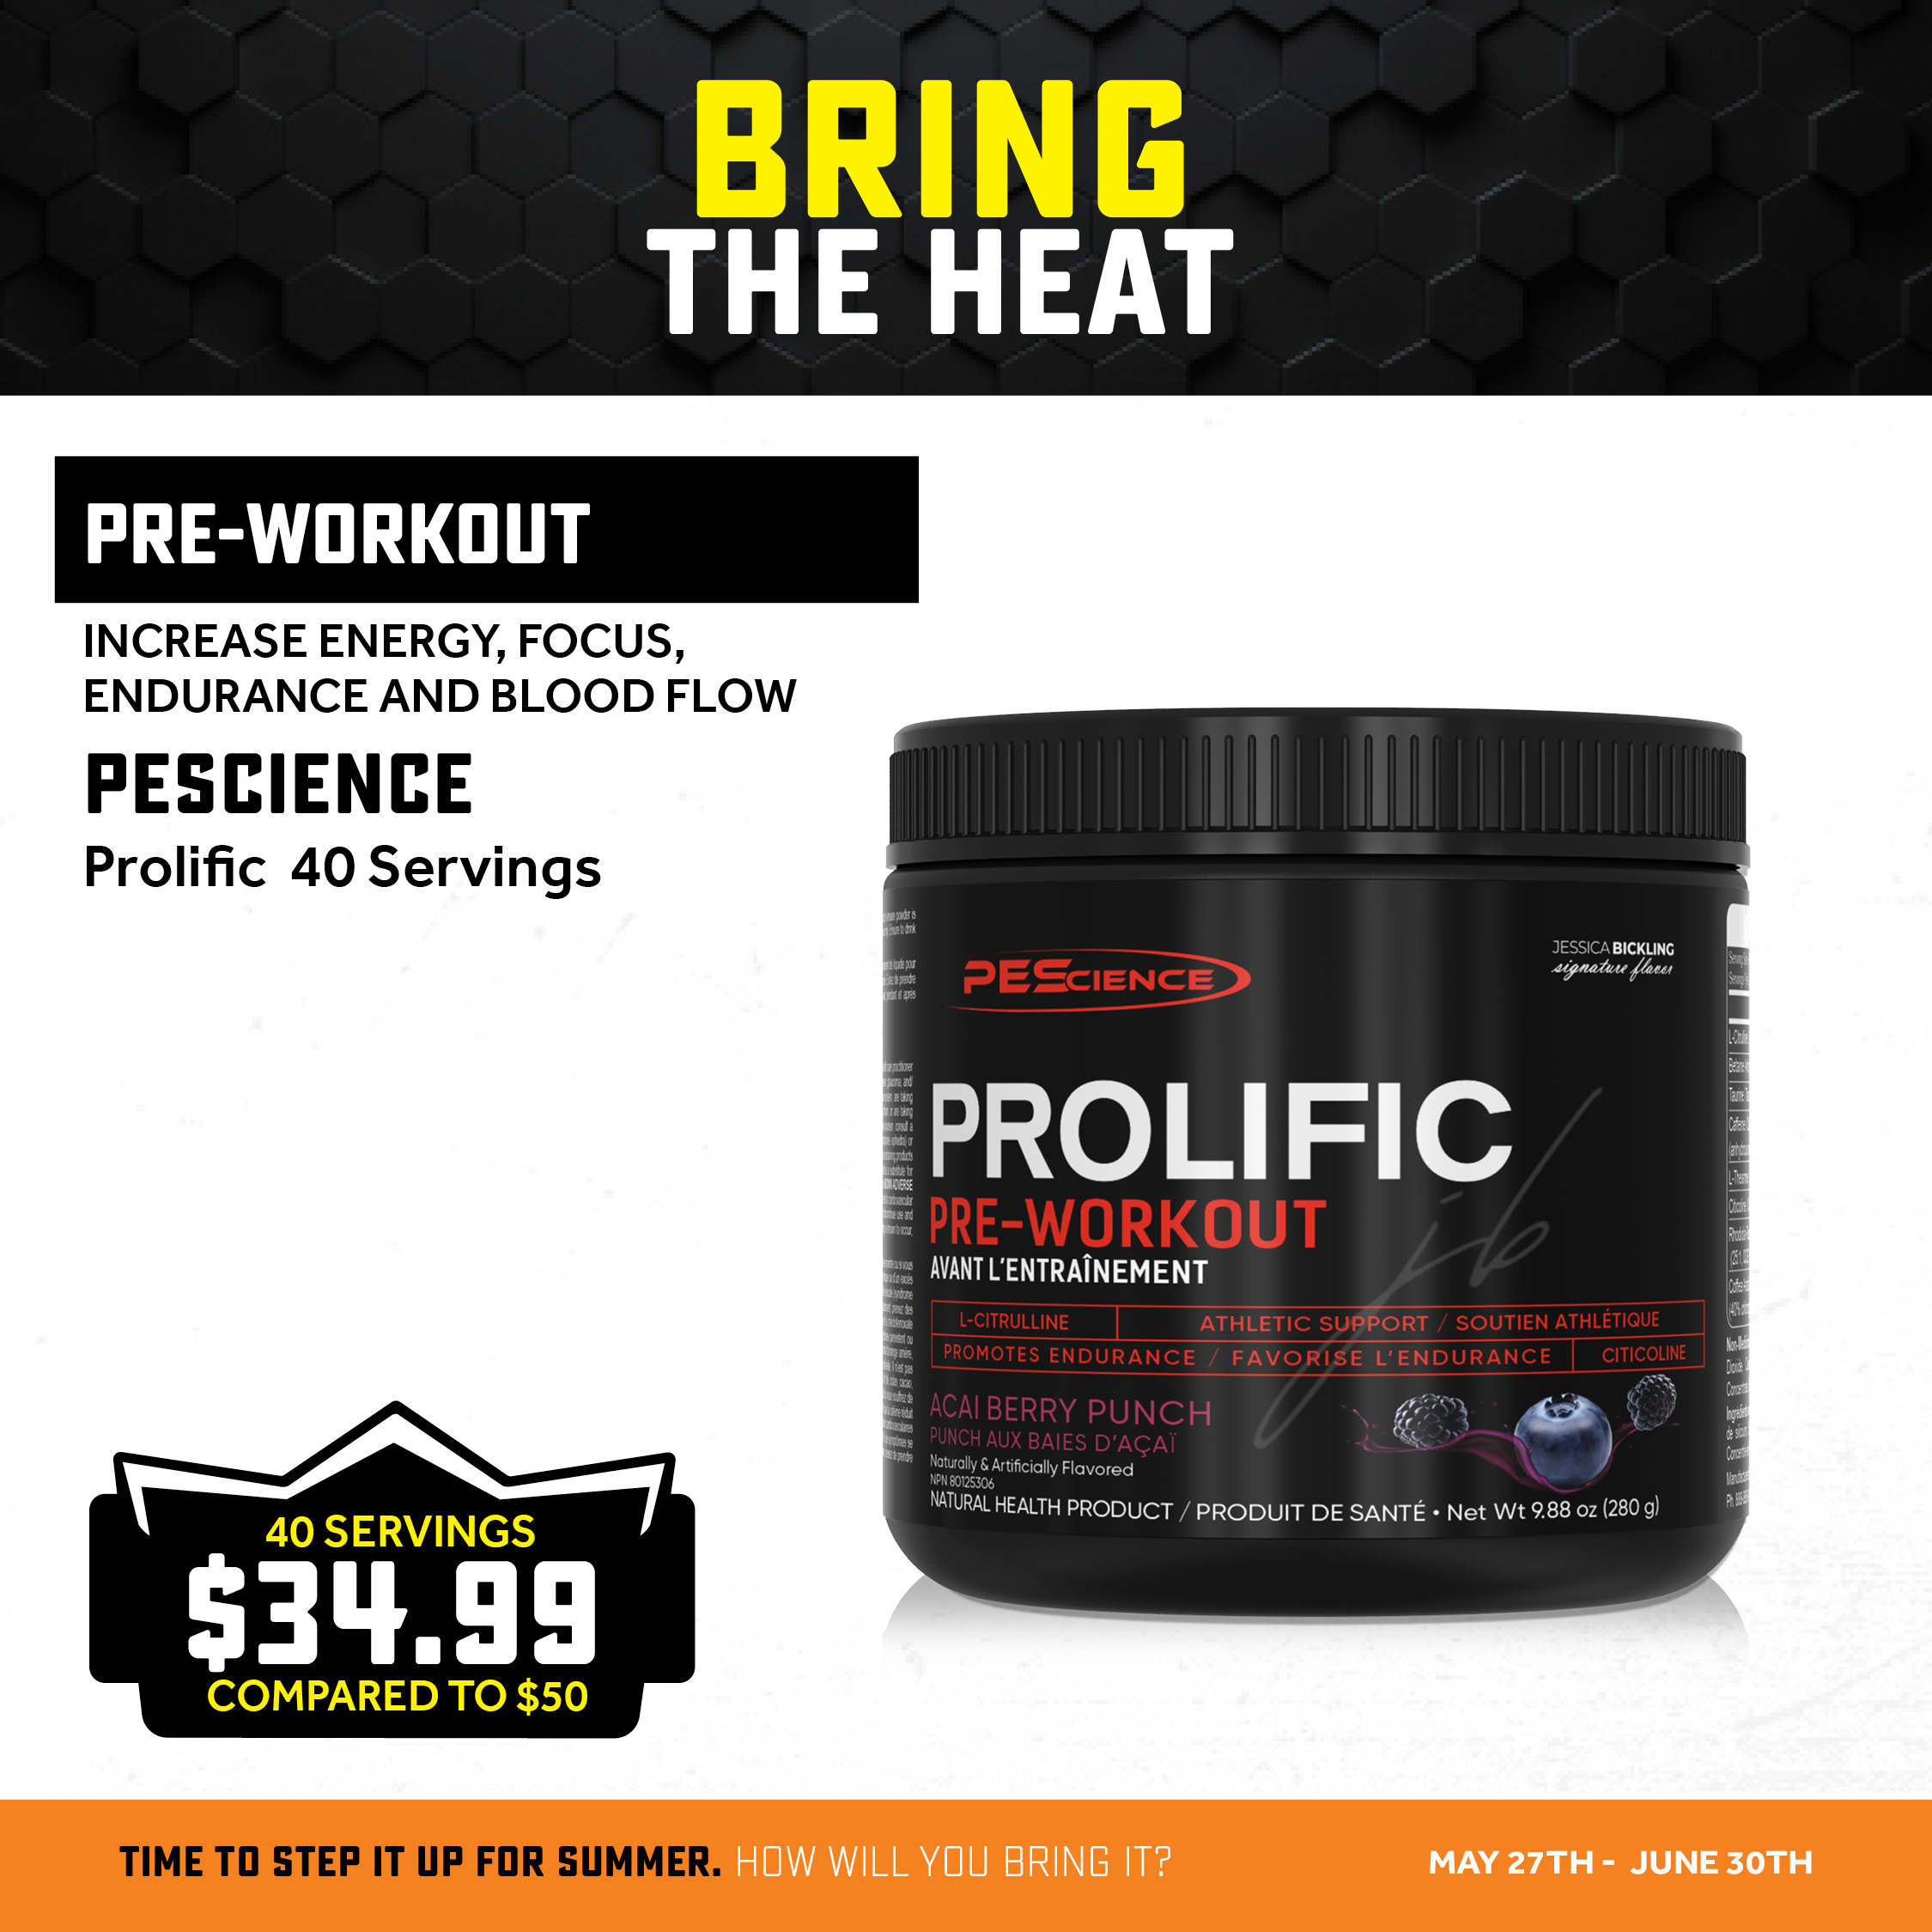 BRING
THE HEAT
PRE-WORKOUT
INCREASE ENERGY, FOCUS,
ENDURANCE AND BLOOD FLOW
PESCIENCE
Prolific 40 Servings
PESCIENCE
JESSICA BICKLING
signature flavor
PROLIFIC
jb
PRE-WORKOUT
AVANT L'ENTRAÎNEMENT
L-CITRULLINE
ATHLETIC SUPPORT / SOUTIEN ATHLÉTIQUE
PROMOTES ENDURANCE / FAVORISE L'ENDURANCE
CITICOLINE
ACAI BERRY PUNCH
PUNCH AUX BAIES D'AÇAÏ
Naturally & Artificially Flavored
NPN 80125306
NATURAL HEALTH PRODUCT / PRODUIT DE SANTÉ • Net Wt 9.88 oz (280 g)
40 SERVINGS
$34.99
COMPARED TO $50
TIME TO STEP IT UP FOR SUMMER. HOW WILL YOU BRING IT?
MAY 27TH - JUNE 30TH